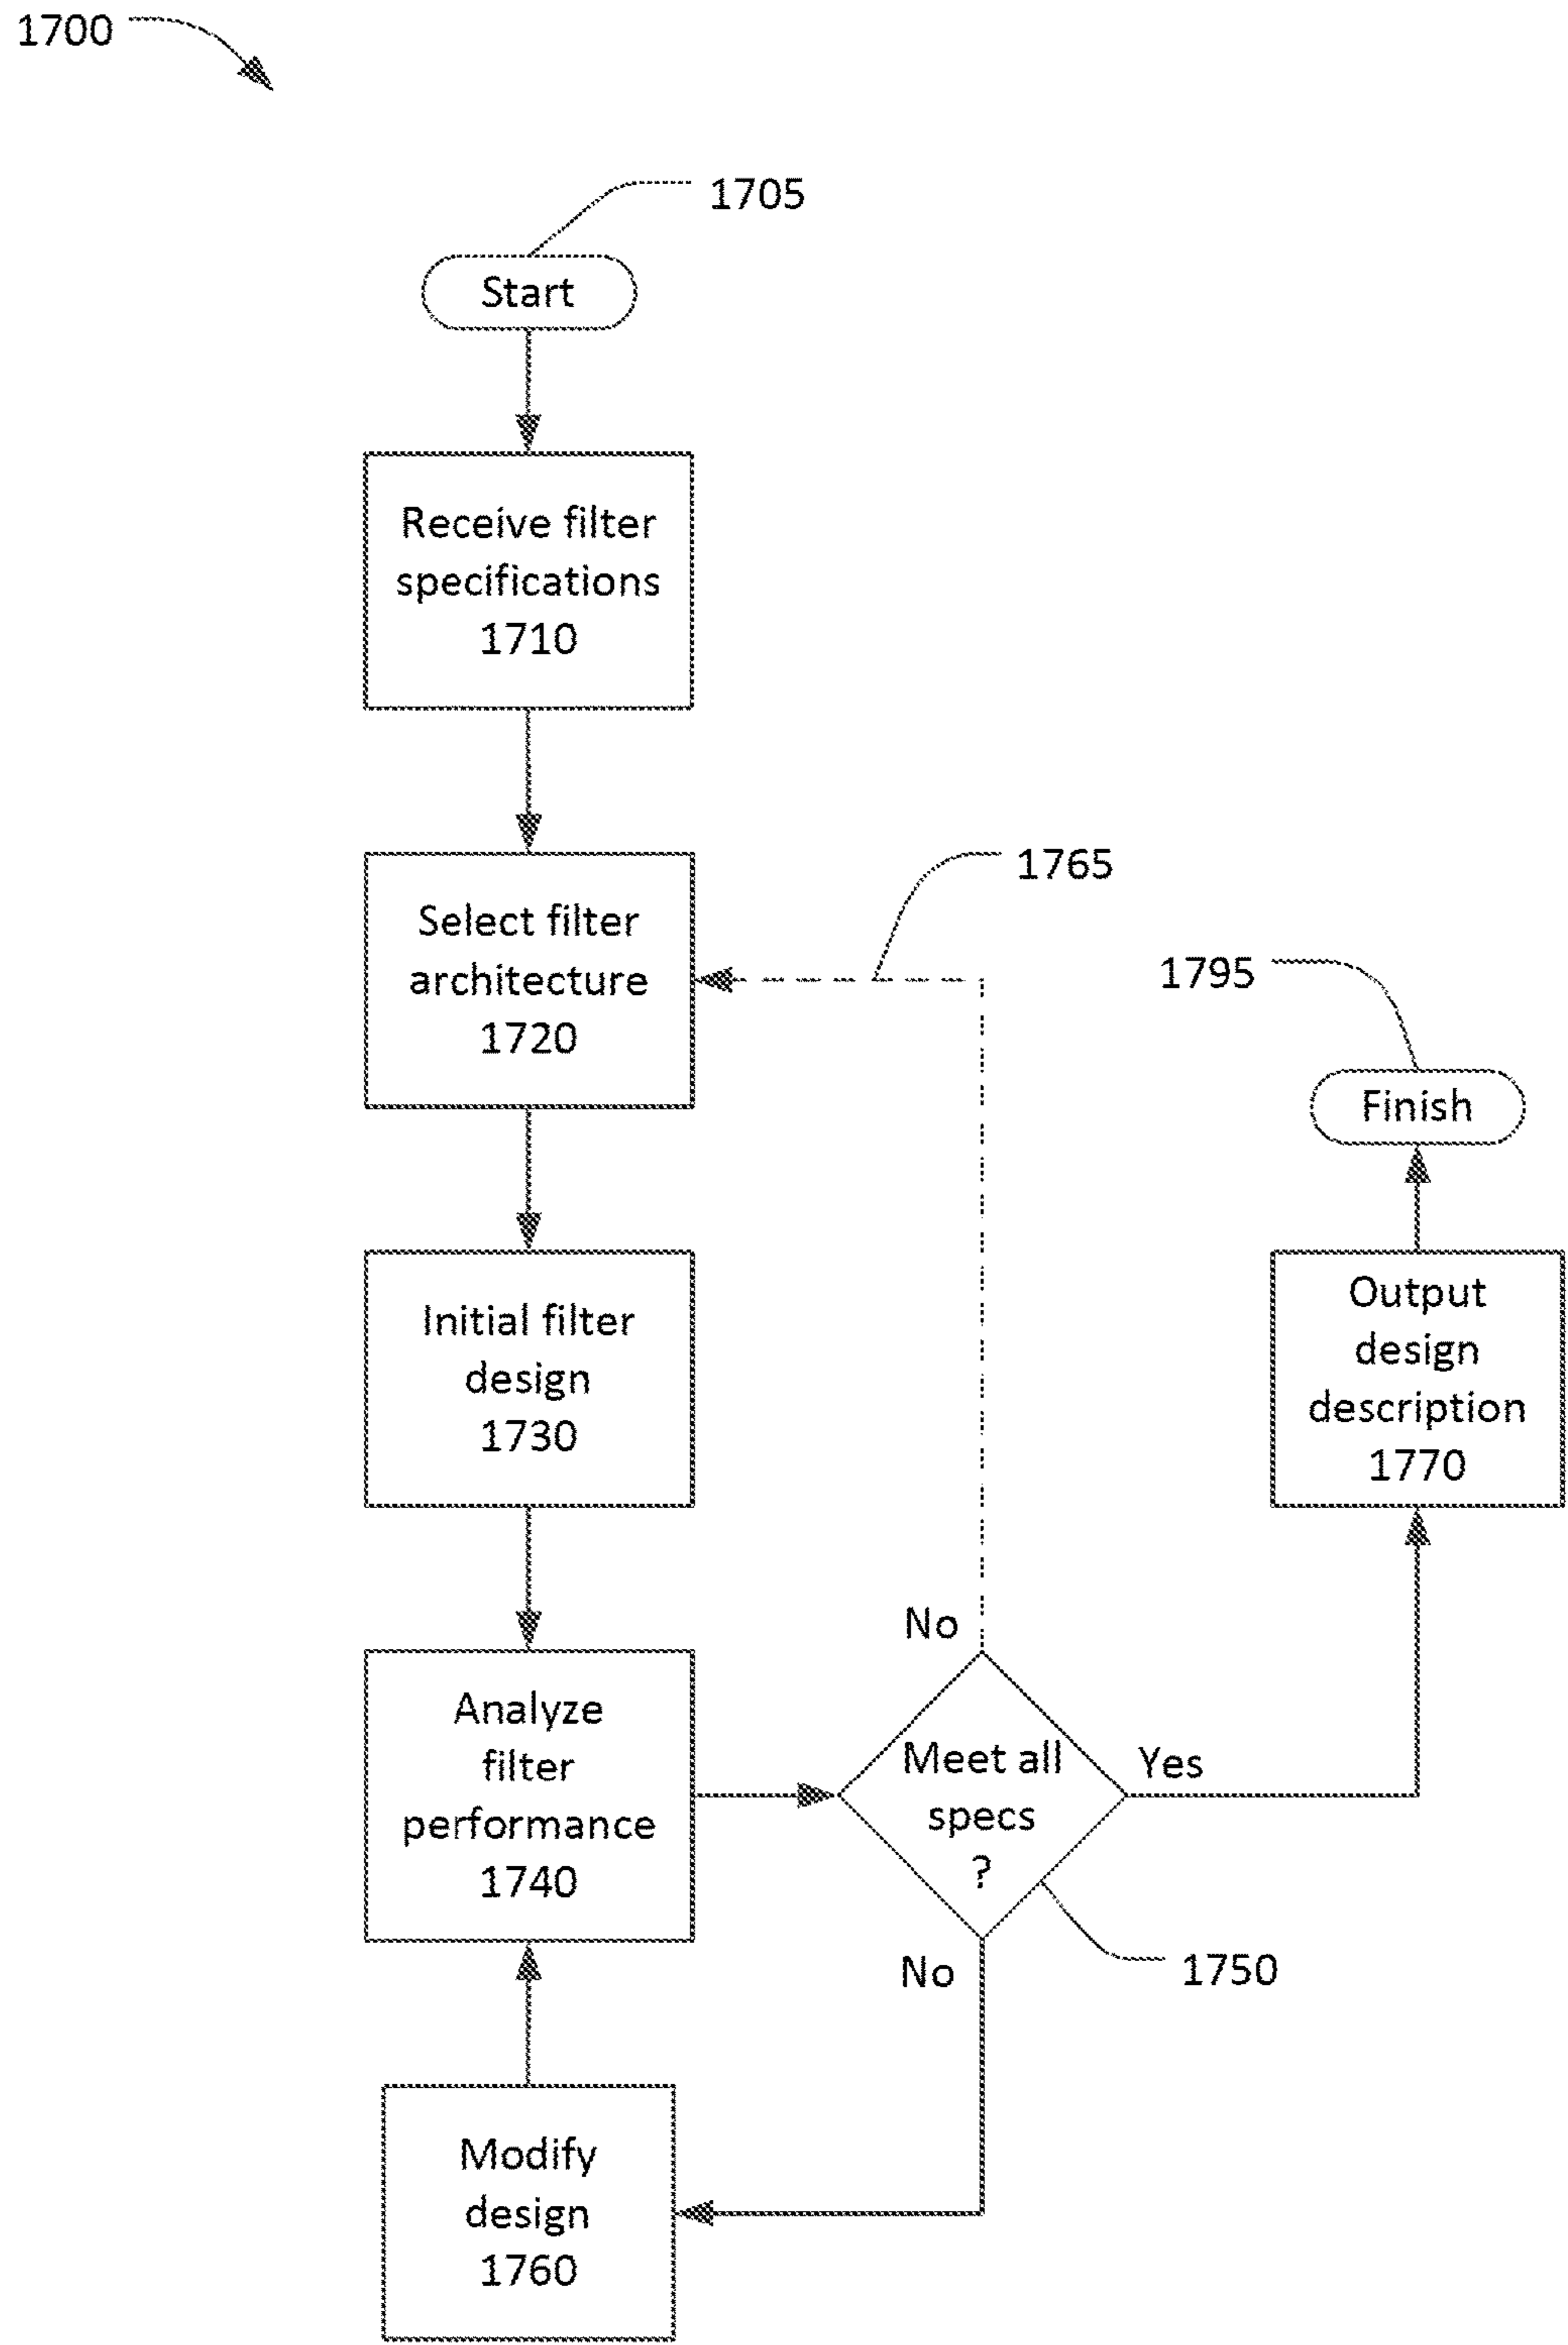 1700
1705
Start
Receive filter
specifications
1710
Select filter
architecture
1720
1765
1795
Finish
Initial filter
design
1730
Output
design
description
1770
No
Analyze
filter
performance
1740
Meet all
specs
?
Yes
No
1750
Modify
design
1760